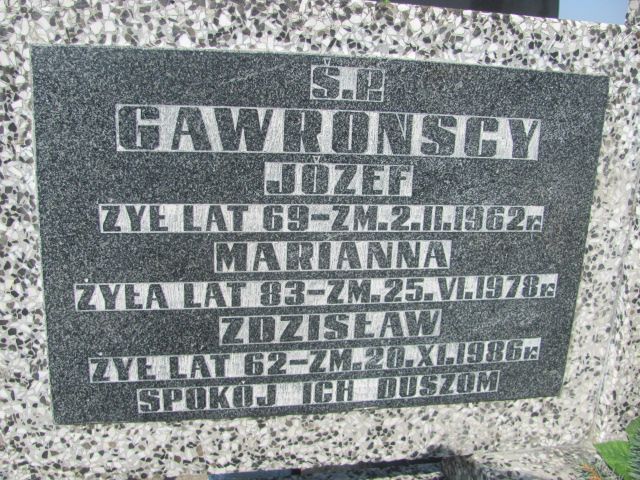 Ś.P.
GAWROŃSCY
JÓZEF
ŻYŁ LAT 69-ZM.2.II.1962r.
MARIANNA
ŻYŁA LAT 83-ZM.25.VI.1978r.
ZDZISŁAW
ŻYŁ LAT 62-ZM.20.XI.1986r.
SPOKÓJ ICH DUSZOM